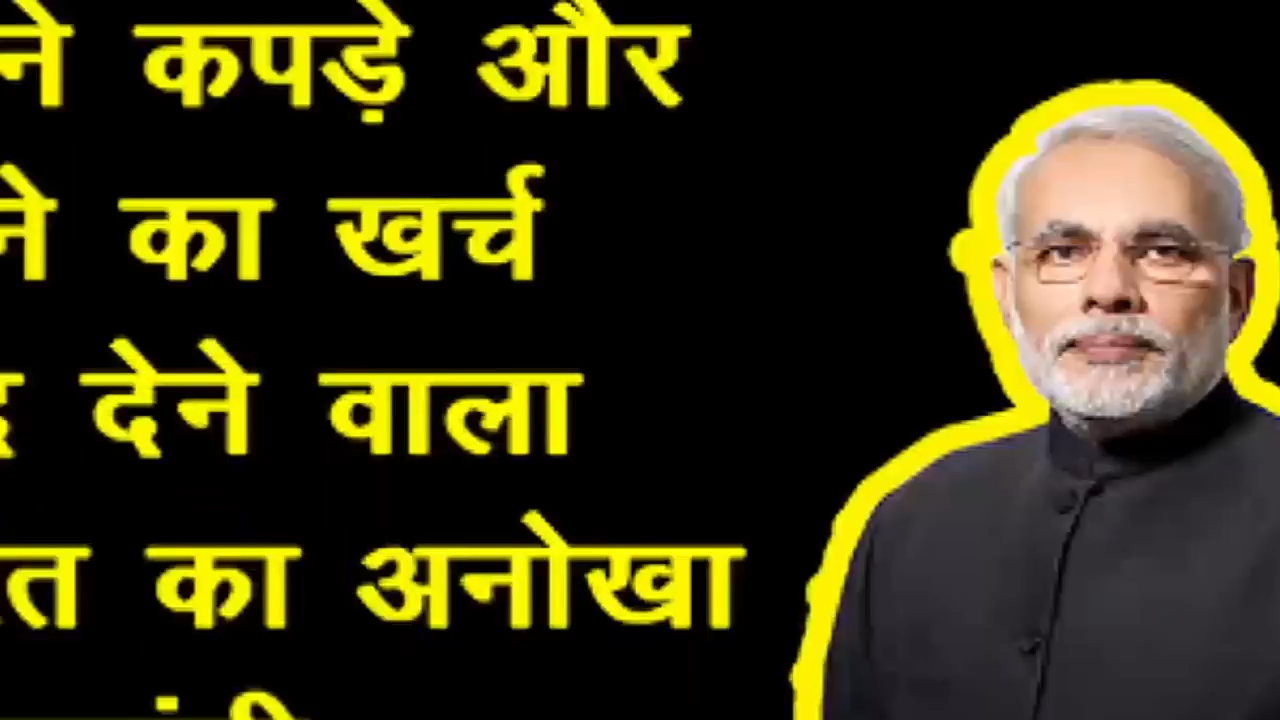 ने कपड़े और
ने का खर्च
देने वाला
का अनोखा